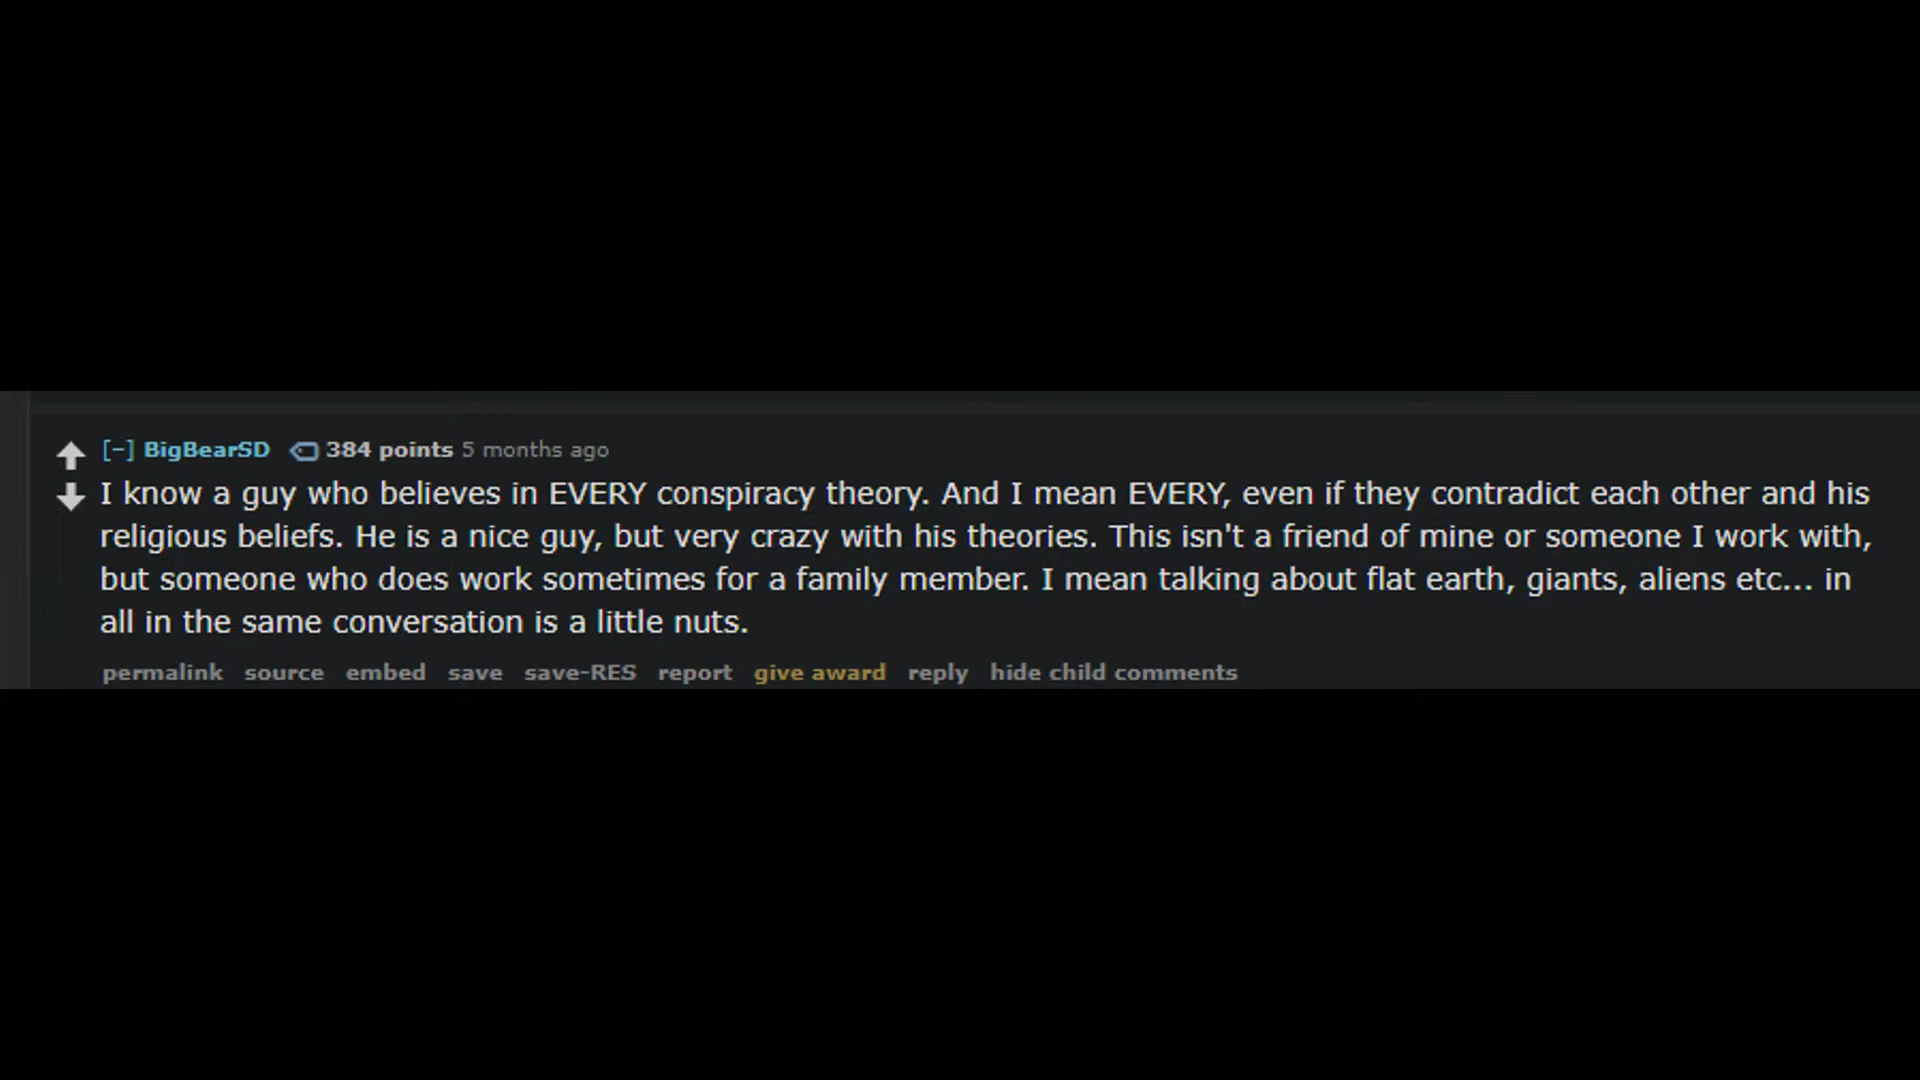 [−] BigBearSD 384 points 5 months ago
I know a guy who believes in EVERY conspiracy theory. And I mean EVERY, even if they contradict each other and his
religious beliefs. He is a nice guy, but very crazy with his theories. This isn't a friend of mine or someone I work with,
but someone who does work sometimes for a family member. I mean talking about flat earth, giants, aliens etc... in
all in the same conversation is a little nuts.
permalink source embed save save-RES report give award reply hide child comments